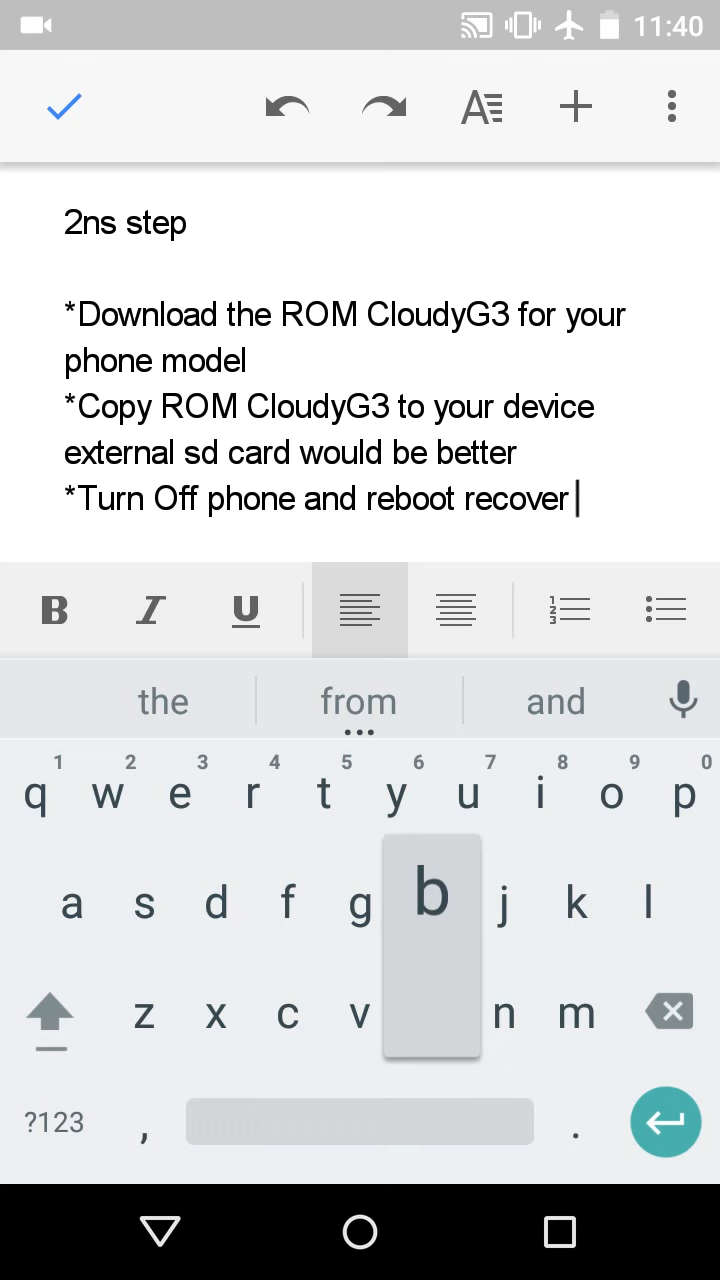 11:40
2ns step
*Download the ROM CloudyG3 for your
phone model
*Copy ROM CloudyG3 to your device
external sd card would be better
*Turn Off phone and reboot recover
B I U
the from and
1 2 3 4 5 6 7 8 9 0
q w e r t y u i o p
a s d f g b j k l
z x c v n m
?123 , .